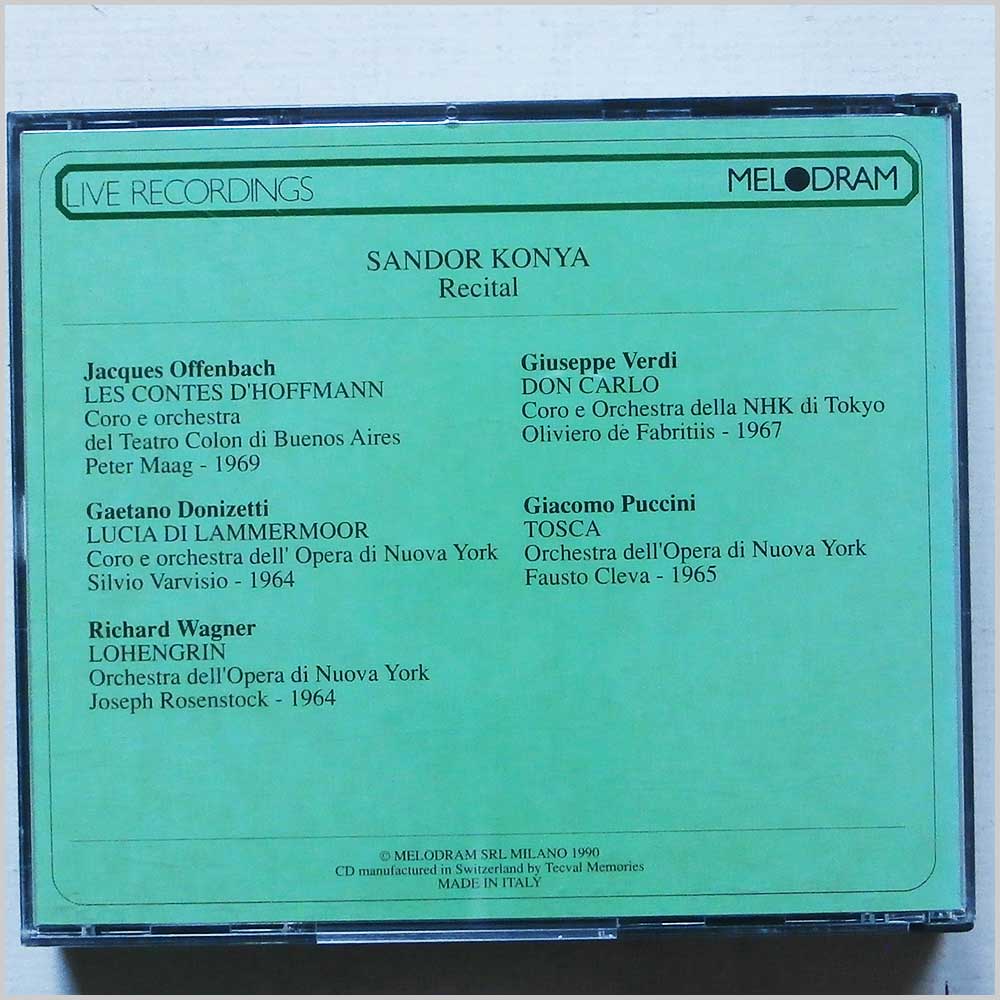 LIVE RECORDINGS
MELODRAM
SANDOR KONYA
Recital
Jacques Offenbach
LES CONTES D'HOFFMANN
Coro e orchestra
del Teatro Colon di Buenos Aires
Peter Maag - 1969
Gaetano Donizetti
LUCIA DI LAMMERMOOR
Coro e orchestra dell' Opera di Nuova York
Silvio Varvisio - 1964
Richard Wagner
LOHENGRIN
Orchestra dell'Opera di Nuova York
Joseph Rosenstock - 1964
Giuseppe Verdi
DON CARLO
Coro e Orchestra della NHK di Tokyo
Oliviero de Fabritiis - 1967
Giacomo Puccini
TOSCA
Orchestra dell'Opera di Nuova York
Fausto Cleva - 1965
© MELODRAM SRL MILANO 1990
CD manufactured in Switzerland by Tecval Memories
MADE IN ITALY